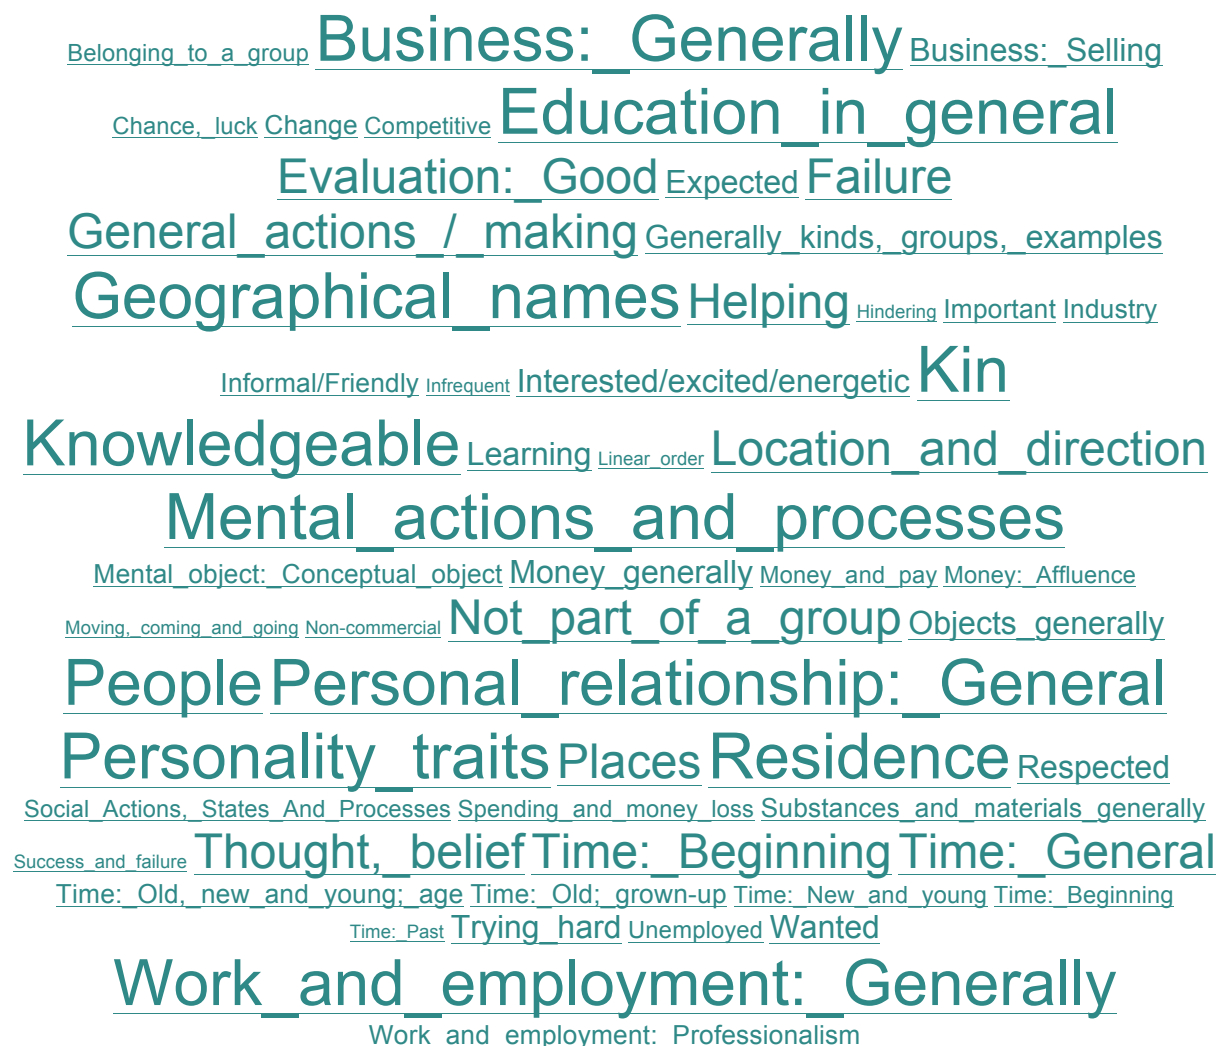 Belonging_to_a_group Business:_Generally Business:_Selling
Chance,_luck Change Competitive Education_in_general
Evaluation:_Good Expected Failure
General_actions_/_making Generally_kinds,_groups,_examples
Geographical_names Helping Hindering Important Industry
Informal/Friendly Infrequent Interested/excited/energetic Kin
Knowledgeable Learning Linear_order Location_and_direction
Mental_actions_and_processes
Mental_object:_Conceptual_object Money_generally Money_and_pay Money:_Affluence
Moving,_coming_and_going Non-commercial Not_part_of_a_group Objects_generally
People Personal_relationship:_General
Personality_traits Places Residence Respected
Social_Actions,_States_And_Processes Spending_and_money_loss Substances_and_materials_generally
Success_and_failure Thought,_belief Time:_Beginning Time:_General
Time:_Old,_new_and_young;_age Time:_Old;_grown-up Time:_New_and_young Time:_Beginning
Time:_Past Trying_hard Unemployed Wanted
Work_and_employment:_Generally
Work_and_employment:_Professionalism